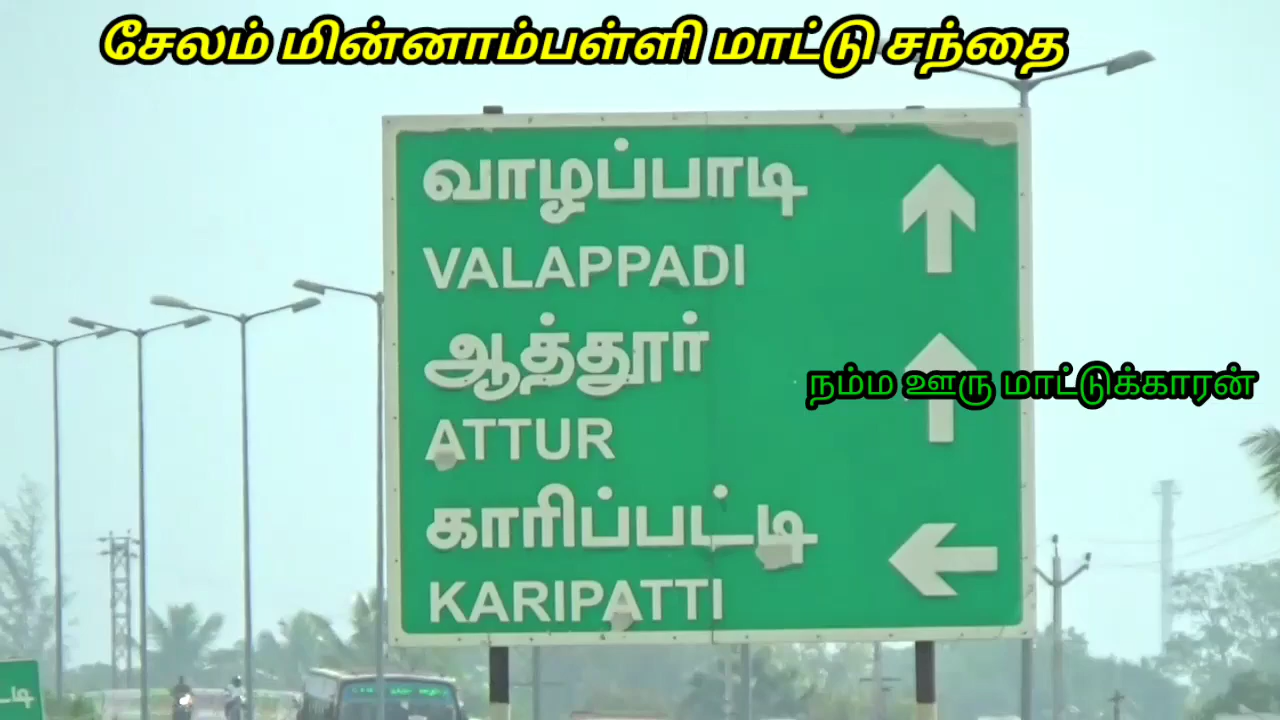 சேலம் மின்னாம்பள்ளி மாட்டு சந்தை
வாழப்பாடி
VALAPPADI
ஆத்தூர்
நம்ம ஊரு மாட்டுக்காரன்
ATTUR
காரிப்பட்டி
KARIPATTI